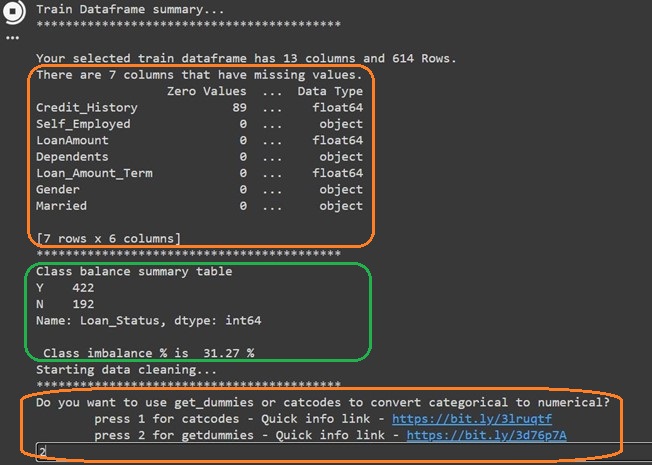 Train Dataframe summary...
*****************************************
Your selected train dataframe has 13 columns and 614 Rows.
There are 7 columns that have missing values.
Zero Values ... Data Type
Credit_History 89 ... float64
Self_Employed 0 ... object
LoanAmount 0 ... float64
Dependents 0 ... object
Loan_Amount_Term 0 ... float64
Gender 0 ... object
Married 0 ... object
[7 rows x 6 columns]
*****************************************
Class balance summary table
Y 422
N 192
Name: Loan_Status, dtype: int64
Class imbalance % is 31.27 %
Starting data cleaning...
*****************************************
Do you want to use get_dummies or catcodes to convert categorical to numerical?
press 1 for catcodes - Quick info link - https://bit.ly/3lruqtf
press 2 for getdummies - Quick info link - https://bit.ly/3d76p7A
2